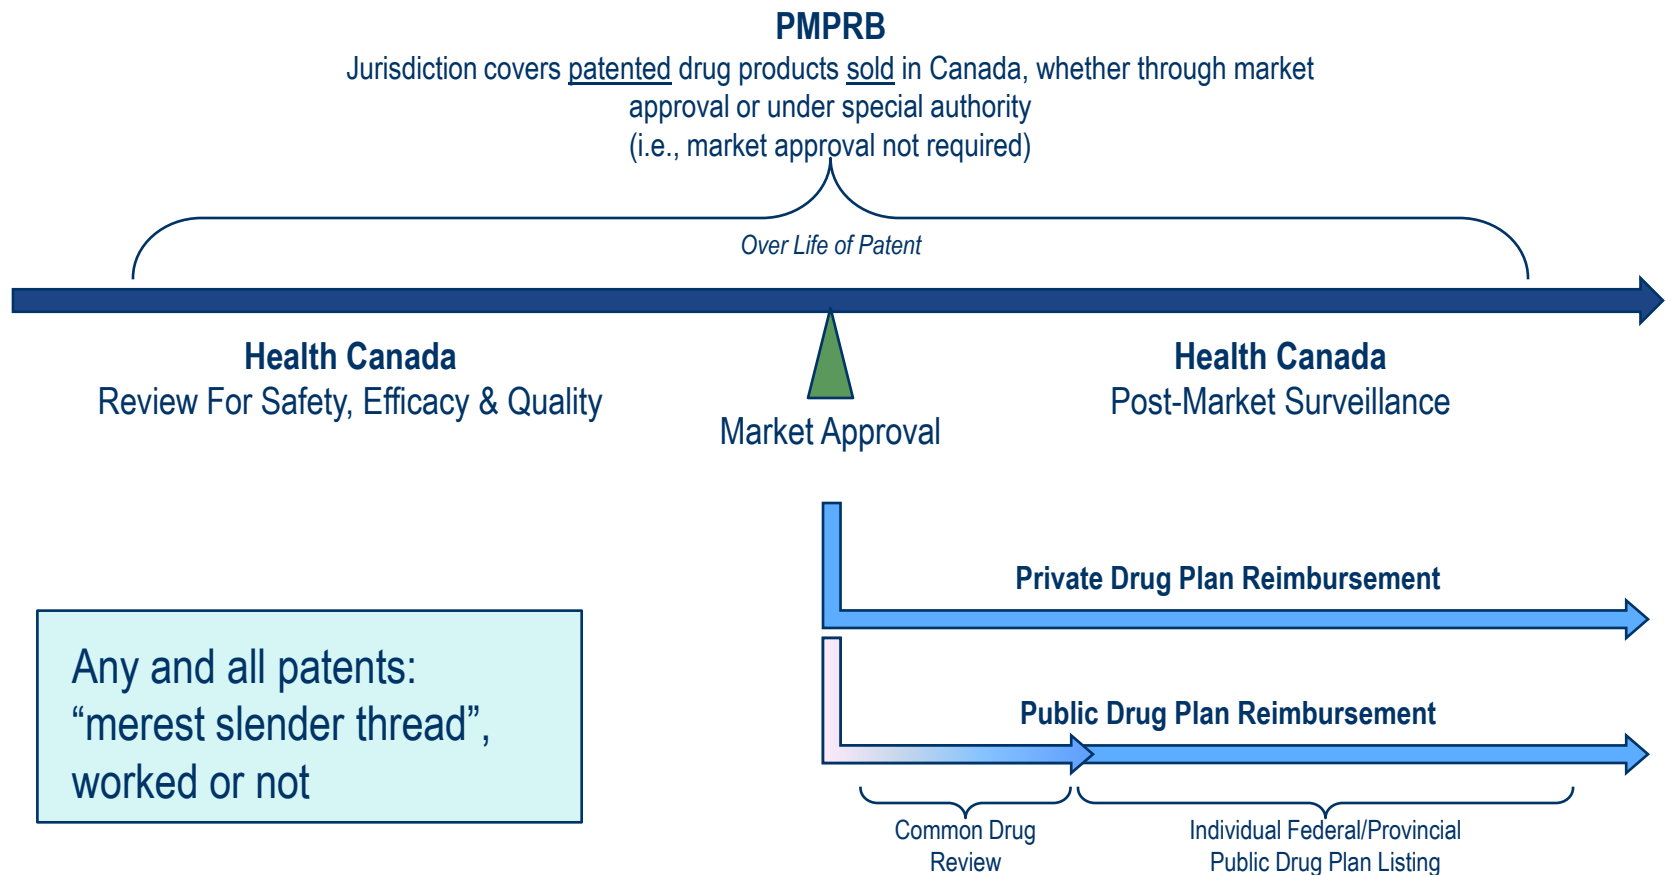 PMPRB
Jurisdiction covers patented drug products sold in Canada, whether through market
approval or under special authority
(i.e., market approval not required)
Over Life of Patent
Health Canada
Review For Safety, Efficacy & Quality
Market Approval
Health Canada
Post-Market Surveillance
Private Drug Plan Reimbursement
Any and all patents:
“merest slender thread”,
worked or not
Public Drug Plan Reimbursement
Common Drug
Review
Individual Federal/Provincial
Public Drug Plan Listing